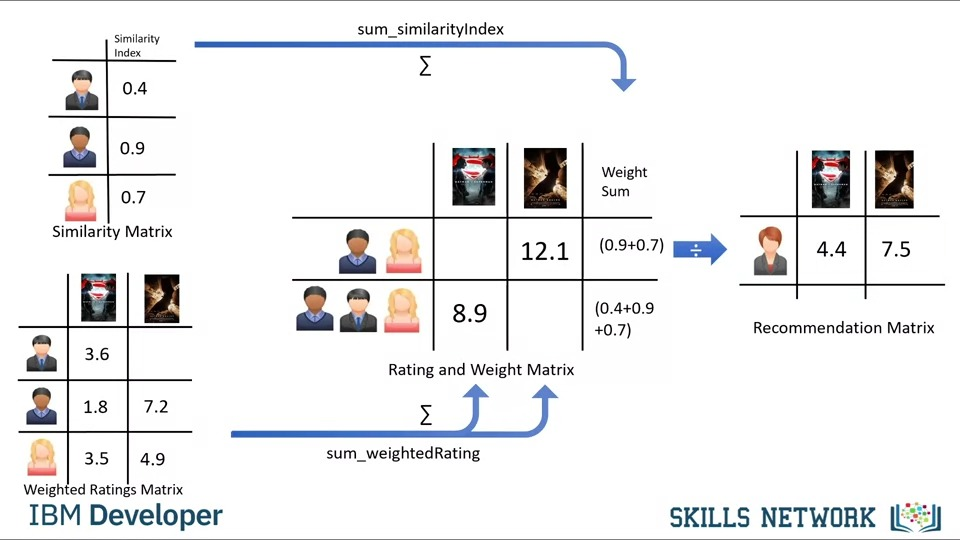 sum_similarityIndex
∑
Similarity
Index
0.4
0.9
0.7
Similarity Matrix
Weight
Sum
12.1
(0.9+0.7)
8.9
(0.4+0.9
+0.7)
Rating and Weight Matrix
÷
4.4
7.5
Recommendation Matrix
3.6
1.8
7.2
3.5
4.9
Weighted Ratings Matrix
∑
sum_weightedRating
IBM Developer
SKILLS NETWORK